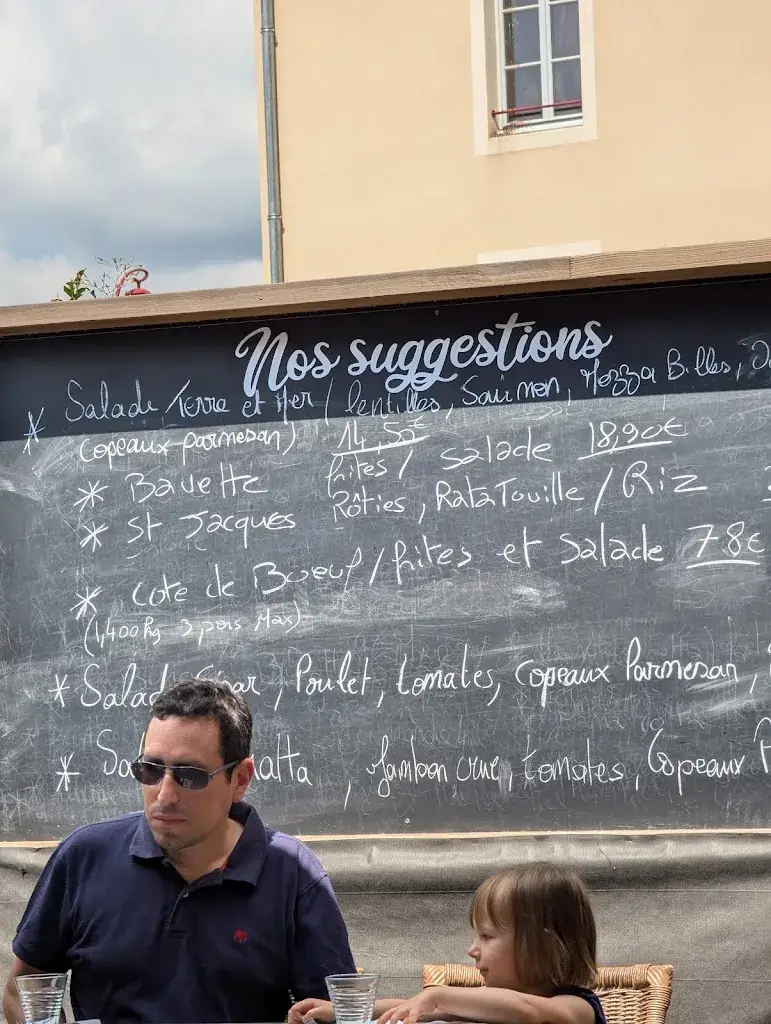 Nos suggestions
* Salade Terre et Mer (lentilles, Saumon, Mozza Billes,
copeaux parmesan) 14,50€
* Bavette frites / salade 18,90€
* St Jacques Rôties, Ratatouille / Riz
* cote de Boeuf / frites et salade 78€
(1,400kg 3 pers Max)
* Salade César, Poulet, tomates, copeaux Parmesan,
* , Jambon cru, tomates, Copeaux